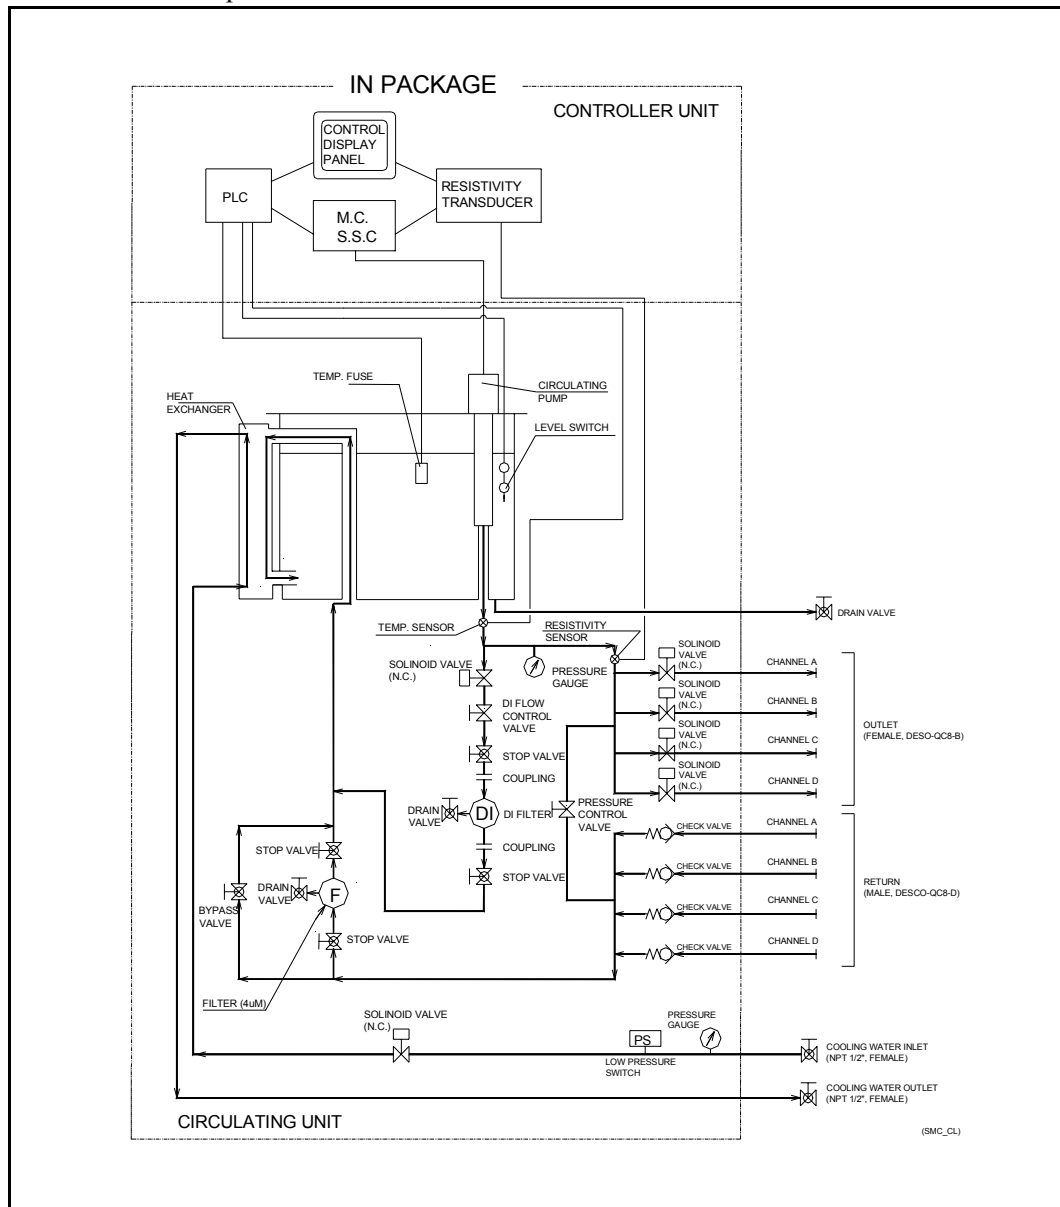 IN PACKAGE
CONTROLLER UNIT
CONTROL
DISPLAY
PANEL
PLC
RESISTIVITY
TRANSDUCER
M.C.
S.S.C
TEMP. FUSE
CIRCULATING
PUMP
HEAT
EXCHANGER
LEVEL SWITCH
DRAIN VALVE
TEMP. SENSOR
RESISTIVITY
SENSOR
SOLINOID VALVE
(N.C.)
PRESSURE
GAUGE
SOLINOID
VALVE
(N.C.)
CHANNEL A
SOLINOID
VALVE
(N.C.)
CHANNEL B
SOLINOID
VALVE
(N.C.)
CHANNEL C
SOLINOID
VALVE
(N.C.)
CHANNEL D
OUTLET
(FEMALE, DESO-QC8-B)
DI FLOW
CONTROL
VALVE
STOP VALVE
COUPLING
DRAIN
VALVE
DI
DI FILTER
PRESSURE
CONTROL
VALVE
COUPLING
STOP VALVE
CHECK VALVE
CHANNEL A
CHECK VALVE
CHANNEL B
CHECK VALVE
CHANNEL C
CHECK VALVE
CHANNEL D
RETURN
(MALE, DESCO-QC8-D)
STOP VALVE
DRAIN
VALVE
F
BYPASS
VALVE
STOP VALVE
FILTER (4uM)
SOLINOID VALVE
(N.C.)
PRESSURE
GAUGE
PS
LOW PRESSURE
SWITCH
COOLING WATER INLET
(NPT 1/2", FEMALE)
COOLING WATER OUTLET
(NPT 1/2", FEMALE)
CIRCULATING UNIT
(SMC_CL)